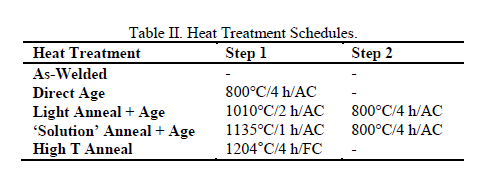 Table II. Heat Treatment Schedules.
Heat Treatment Step 1 Step 2
As-Welded - -
Direct Age 800°C/4 h/AC -
Light Anneal + Age 1010°C/2 h/AC 800°C/4 h/AC
‘Solution’ Anneal + Age 1135°C/1 h/AC 800°C/4 h/AC
High T Anneal 1204°C/4 h/FC -